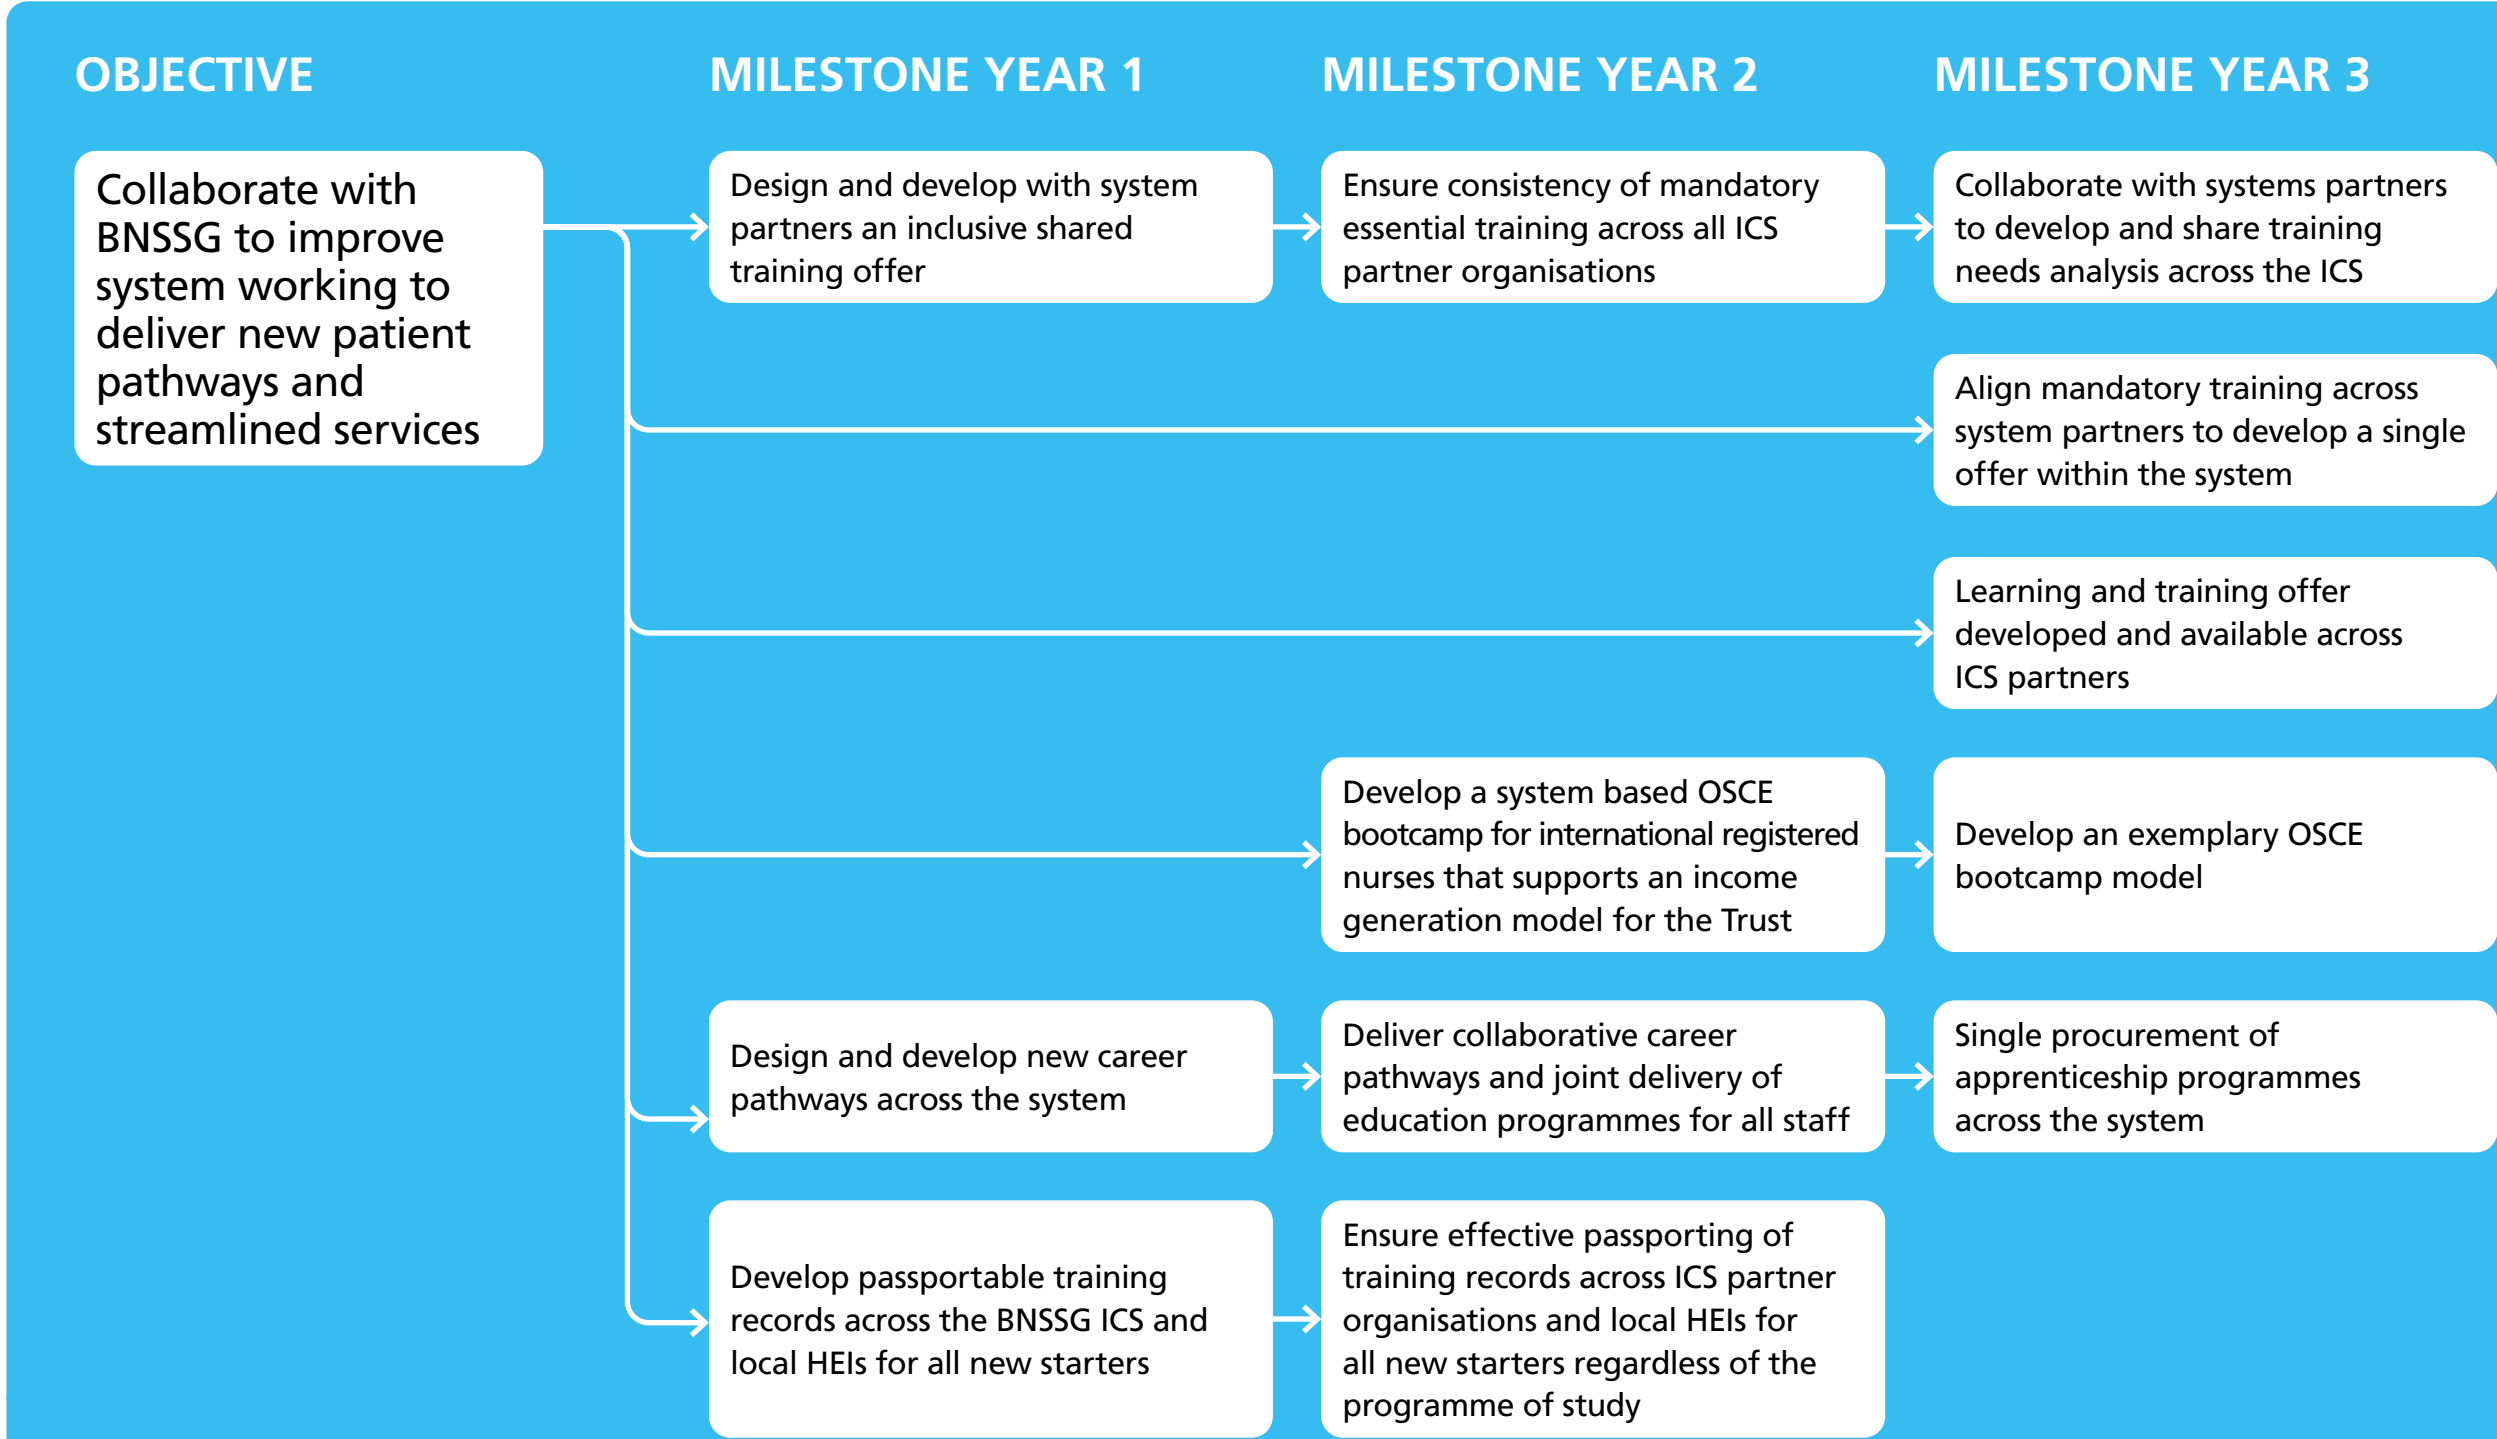 OBJECTIVE
MILESTONE YEAR 1
MILESTONE YEAR 2
MILESTONE YEAR 3
Collaborate with
BNSSG to improve
system working to
deliver new patient
pathways and
streamlined services
Design and develop with system
partners an inclusive shared
training offer
Ensure consistency of mandatory
essential training across all ICS
partner organisations
Collaborate with systems partners
to develop and share training
needs analysis across the ICS
Align mandatory training across
system partners to develop a single
offer within the system
Learning and training offer
developed and available across
ICS partners
Develop a system based OSCE
bootcamp for international registered
nurses that supports an income
generation model for the Trust
Develop an exemplary OSCE
bootcamp model
Design and develop new career
pathways across the system
Deliver collaborative career
pathways and joint delivery of
education programmes for all staff
Single procurement of
apprenticeship programmes
across the system
Develop passportable training
records across the BNSSG ICS and
local HEIs for all new starters
Ensure effective passporting of
training records across ICS partner
organisations and local HEIs for
all new starters regardless of the
programme of study